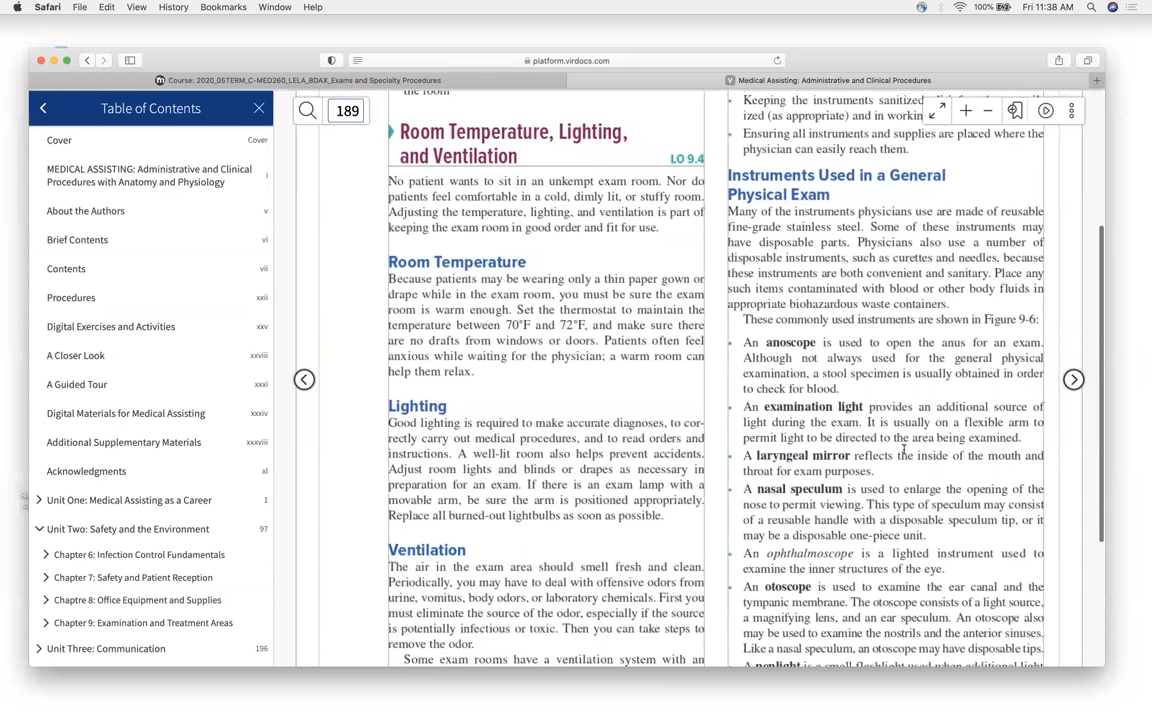 Safari File Edit View History Bookmarks Window Help 100% Fri 11:38 AM
platform.virdocs.com
m Course: 2020_05TERM_C-MED260_LELA_8DAX_Exams and Specialty Procedures
V Medical Assisting: Administrative and Clinical Procedures
Table of Contents
Cover Cover
MEDICAL ASSISTING: Administrative and Clinical
Procedures with Anatomy and Physiology i
About the Authors v
Brief Contents vi
Contents vii
Procedures xxii
Digital Exercises and Activities xxv
A Closer Look xxviii
A Guided Tour xxxi
Digital Materials for Medical Assisting xxxiv
Additional Supplementary Materials xxxviii
Acknowledgments xl
Unit One: Medical Assisting as a Career 1
Unit Two: Safety and the Environment 97
Chapter 6: Infection Control Fundamentals
Chapter 7: Safety and Patient Reception
Chapter 8: Office Equipment and Supplies
Chapter 9: Examination and Treatment Areas
Unit Three: Communication 196
189
the room
Room Temperature, Lighting,
and Ventilation LO 9.4
No patient wants to sit in an unkempt exam room. Nor do
patients feel comfortable in a cold, dimly lit, or stuffy room.
Adjusting the temperature, lighting, and ventilation is part of
keeping the exam room in good order and fit for use.
Room Temperature
Because patients may be wearing only a thin paper gown or
drape while in the exam room, you must be sure the exam
room is warm enough. Set the thermostat to maintain the
temperature between 70°F and 72°F, and make sure there
are no drafts from windows or doors. Patients often feel
anxious while waiting for the physician; a warm room can
help them relax.
Lighting
Good lighting is required to make accurate diagnoses, to cor-
rectly carry out medical procedures, and to read orders and
instructions. A well-lit room also helps prevent accidents.
Adjust room lights and blinds or drapes as necessary in
preparation for an exam. If there is an exam lamp with a
movable arm, be sure the arm is positioned appropriately.
Replace all burned-out lightbulbs as soon as possible.
Ventilation
The air in the exam area should smell fresh and clean.
Periodically, you may have to deal with offensive odors from
urine, vomitus, body odors, or laboratory chemicals. First you
must eliminate the source of the odor, especially if the source
is potentially infectious or toxic. Then you can take steps to
remove the odor.
Some exam rooms have a ventilation system with an
Keeping the instruments sanitized,
ized (as appropriate) and in workin
Ensuring all instruments and supplies are placed where the
physician can easily reach them.
Instruments Used in a General
Physical Exam
Many of the instruments physicians use are made of reusable
fine-grade stainless steel. Some of these instruments may
have disposable parts. Physicians also use a number of
disposable instruments, such as curettes and needles, because
these instruments are both convenient and sanitary. Place any
such items contaminated with blood or other body fluids in
appropriate biohazardous waste containers.
These commonly used instruments are shown in Figure 9-6:
An anoscope is used to open the anus for an exam.
Although not always used for the general physical
examination, a stool specimen is usually obtained in order
to check for blood.
An examination light provides an additional source of
light during the exam. It is usually on a flexible arm to
permit light to be directed to the area being examined.
A laryngeal mirror reflects the inside of the mouth and
throat for exam purposes.
A nasal speculum is used to enlarge the opening of the
nose to permit viewing. This type of speculum may consist
of a reusable handle with a disposable speculum tip, or it
may be a disposable one-piece unit.
An ophthalmoscope is a lighted instrument used to
examine the inner structures of the eye.
An otoscope is used to examine the ear canal and the
tympanic membrane. The otoscope consists of a light source,
a magnifying lens, and an ear speculum. An otoscope also
may be used to examine the nostrils and the anterior sinuses.
Like a nasal speculum, an otoscope may have disposable tips.
A penlight is a small flashlight used when additional light